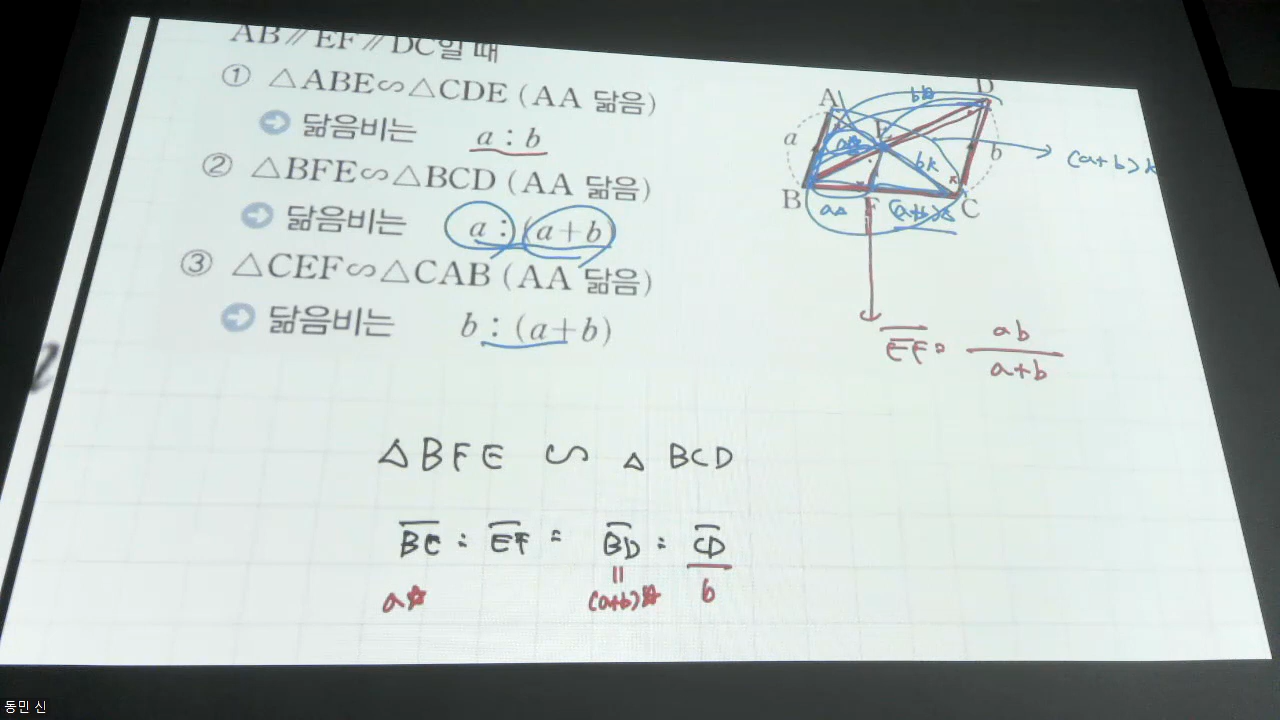 AB∥EF∥DC일 때
① △ABE∽△CDE (AA 닮음)
닮음비는 a : b
② △BFE∽△BCD (AA 닮음)
닮음비는 a : (a+b)
③ △CEF∽△CAB (AA 닮음)
닮음비는 b : (a+b)
A
D
a
b
bk
(a+b)
B
F
C
EF = ab / a+b
△BFE ∽ △BCD
BE : EF = BD : CD
a☆ (a+b)☆ b
동민 신